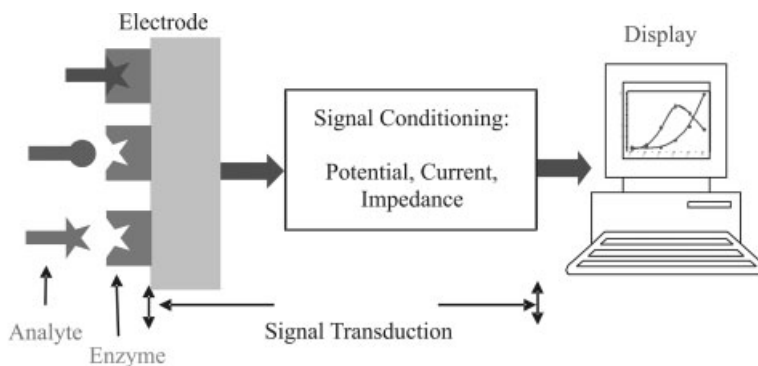 Electrode
Display
Signal Conditioning:
Potential, Current,
Impedance
Analyte
Enzyme
Signal Transduction